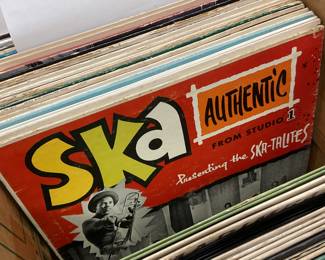 SKa
AUTHENTIC
FROM STUDIO 1
Presenting the SKA-TALITES